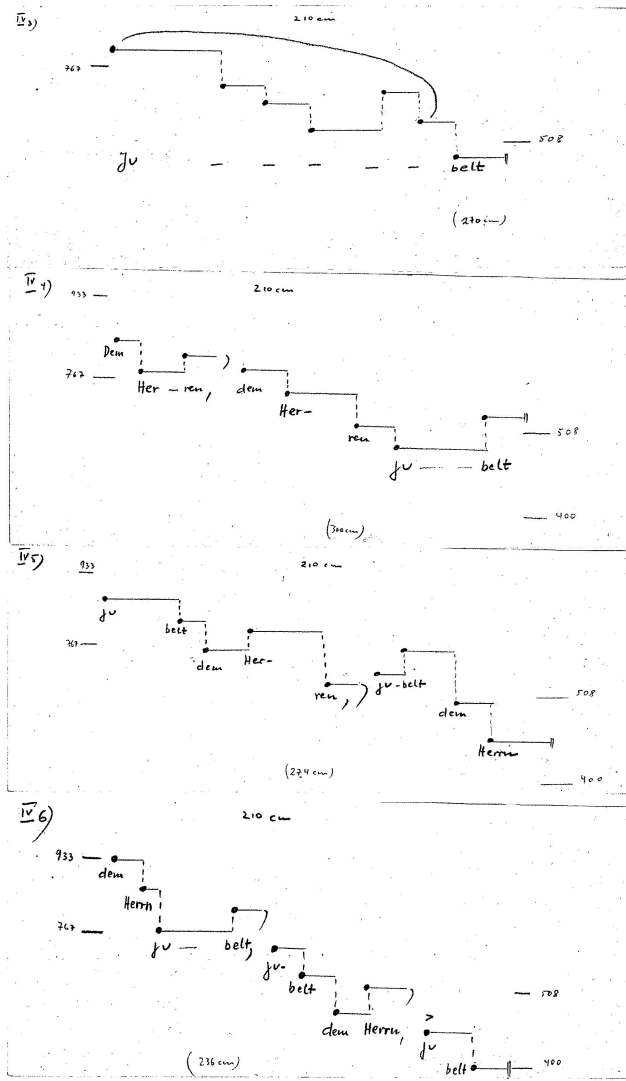 IV 3)
210 cm
767
508
Ju — — — — — belt
(270 cm)
IV 4)
933
210 cm
Dem
767
Her - ren, dem
Her-
ren
508
ju — — belt
400
(300 cm)
IV 5)
933
210 cm
ju
belt
767
dem Her-
ren, ju-belt
508
dem
Herrn
(274 cm)
400
IV 6)
210 cm
933
dem
Herrn
767
ju — belt,
ju-
belt
508
dem Herrn,
>
ju
belt
400
(236 cm)